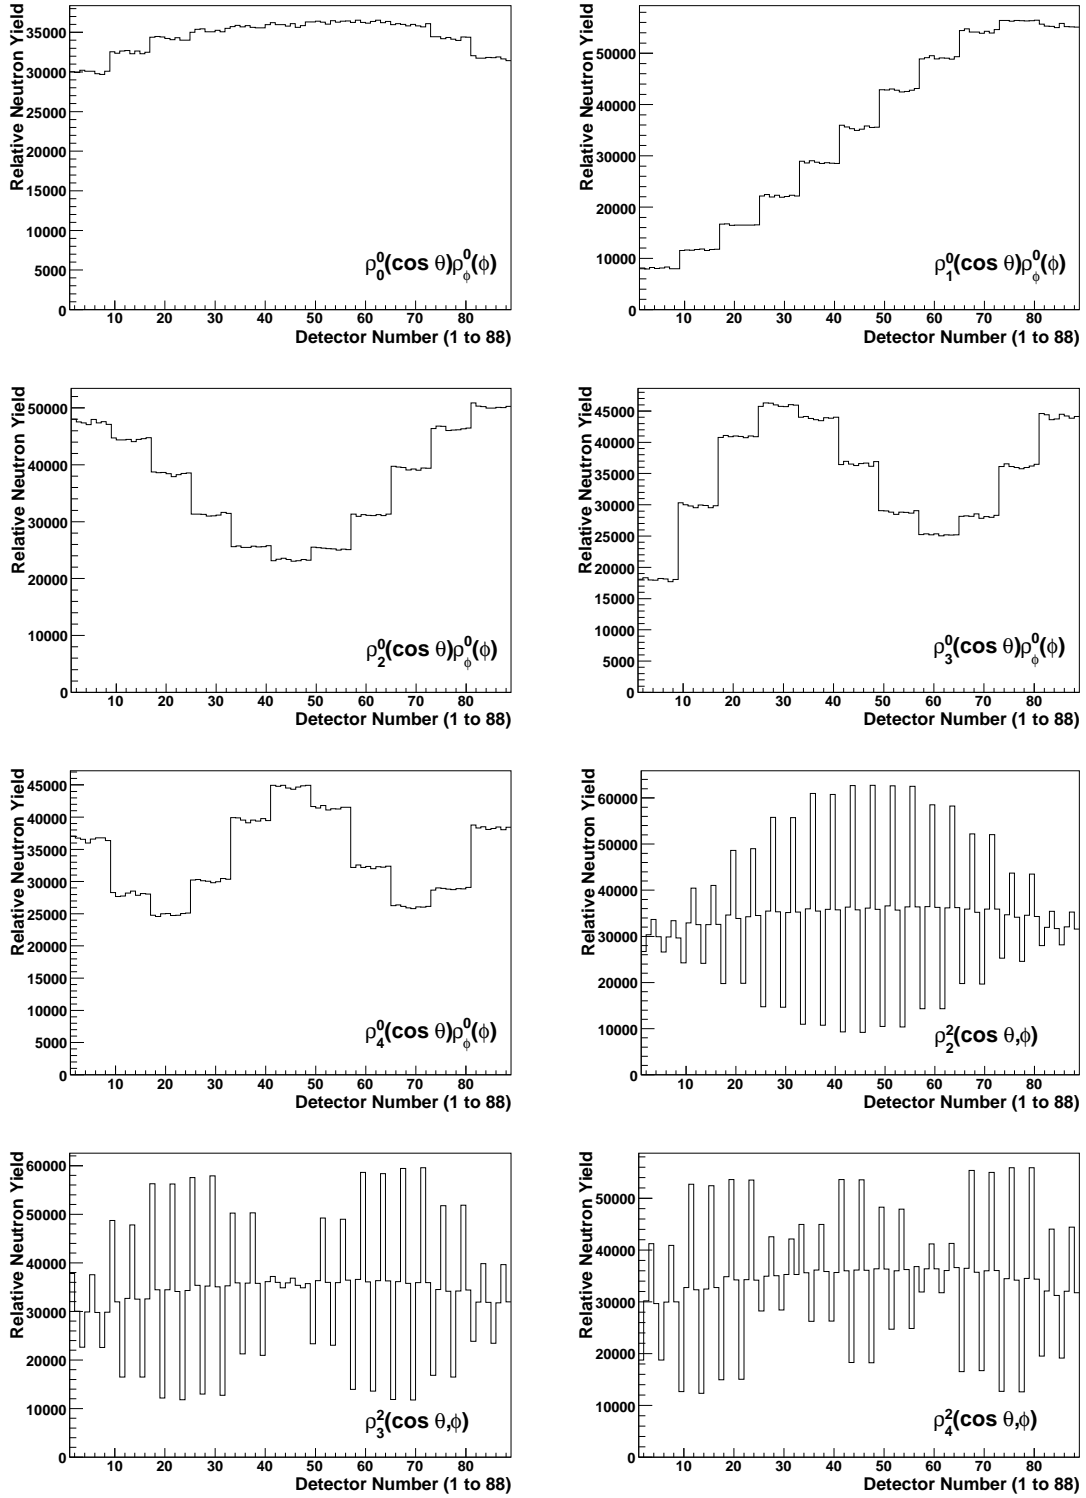 Relative Neutron Yield
35000
30000
25000
20000
15000
10000
5000
0
ρ₀⁰(cos θ)ρ_ϕ⁰(ϕ)
10 20 30 40 50 60 70 80
Detector Number (1 to 88)
Relative Neutron Yield
50000
40000
30000
20000
10000
0
ρ₁⁰(cos θ)ρ_ϕ⁰(ϕ)
10 20 30 40 50 60 70 80
Detector Number (1 to 88)
Relative Neutron Yield
50000
40000
30000
20000
10000
0
ρ₂⁰(cos θ)ρ_ϕ⁰(ϕ)
10 20 30 40 50 60 70 80
Detector Number (1 to 88)
Relative Neutron Yield
45000
40000
35000
30000
25000
20000
15000
10000
5000
0
ρ₃⁰(cos θ)ρ_ϕ⁰(ϕ)
10 20 30 40 50 60 70 80
Detector Number (1 to 88)
Relative Neutron Yield
45000
40000
35000
30000
25000
20000
15000
10000
5000
0
ρ₄⁰(cos θ)ρ_ϕ⁰(ϕ)
10 20 30 40 50 60 70 80
Detector Number (1 to 88)
Relative Neutron Yield
60000
50000
40000
30000
20000
10000
0
ρ₂²(cos θ,ϕ)
10 20 30 40 50 60 70 80
Detector Number (1 to 88)
Relative Neutron Yield
60000
50000
40000
30000
20000
10000
0
ρ₃²(cos θ,ϕ)
10 20 30 40 50 60 70 80
Detector Number (1 to 88)
Relative Neutron Yield
50000
40000
30000
20000
10000
0
ρ₄²(cos θ,ϕ)
10 20 30 40 50 60 70 80
Detector Number (1 to 88)